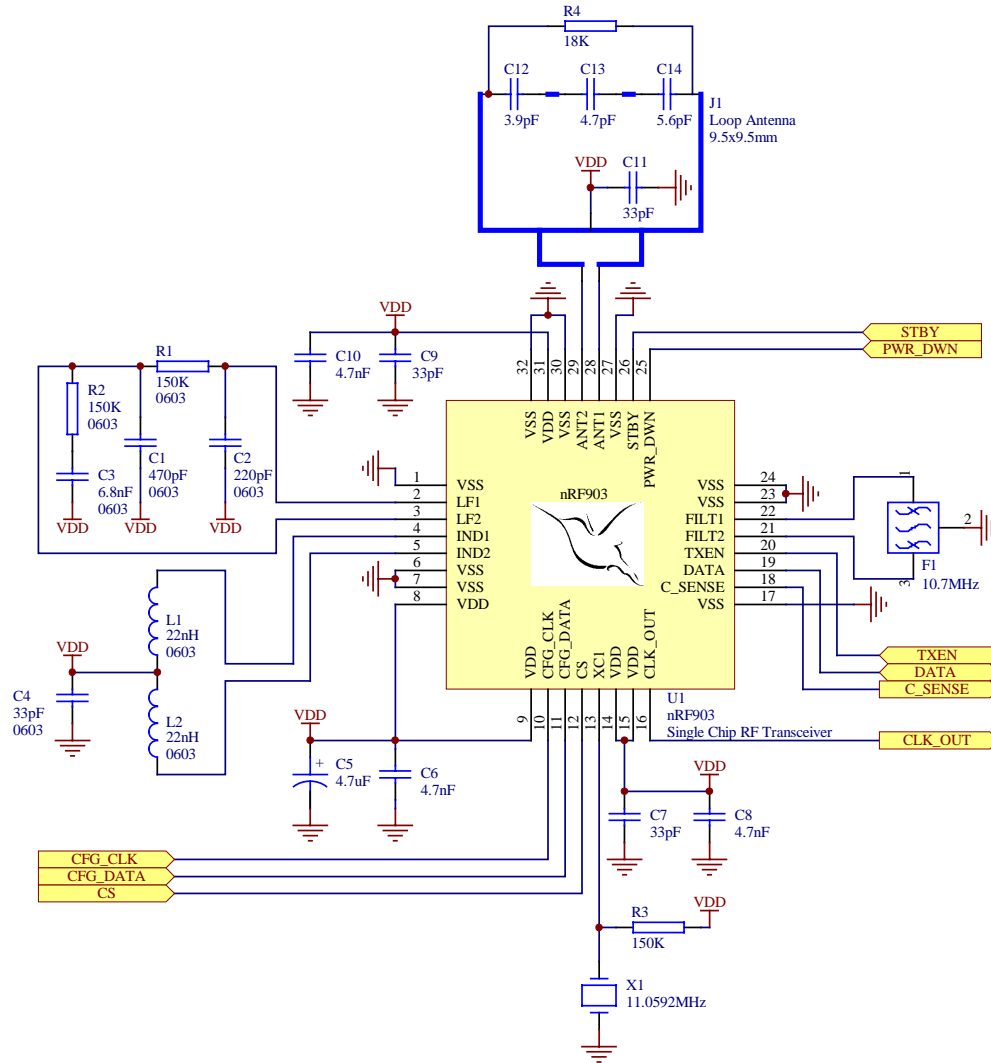 R4
18K
C12
C13
C14
3.9pF
4.7pF
5.6pF
J1
Loop Antenna
9.5x9.5mm
VDD
C11
33pF
VDD
C10
4.7nF
C9
33pF
STBY
PWR_DWN
R1
150K
0603
R2
150K
0603
C1
470pF
0603
C2
220pF
0603
C3
6.8nF
0603
VDD
VDD
VDD
32
31
30
29
28
27
26
25
VSS
VDD
VSS
ANT2
ANT1
VSS
STBY
PWR_DWN
nRF903
1
VSS
2
LF1
3
LF2
4
IND1
5
IND2
6
VSS
7
VSS
8
VDD
VSS
24
VSS
23
FILT1
22
FILT2
21
TXEN
20
DATA
19
C_SENSE
18
VSS
17
1
2
3
F1
10.7MHz
VDD
CFG_CLK
CFG_DATA
CS
XC1
VDD
VDD
CLK_OUT
9
10
11
12
13
14
15
16
U1
nRF903
Single Chip RF Transceiver
L1
22nH
0603
VDD
C4
33pF
0603
L2
22nH
0603
TXEN
DATA
C_SENSE
CLK_OUT
VDD
+
C5
4.7uF
C6
4.7nF
VDD
C7
33pF
C8
4.7nF
CFG_CLK
CFG_DATA
CS
R3
150K
VDD
X1
11.0592MHz